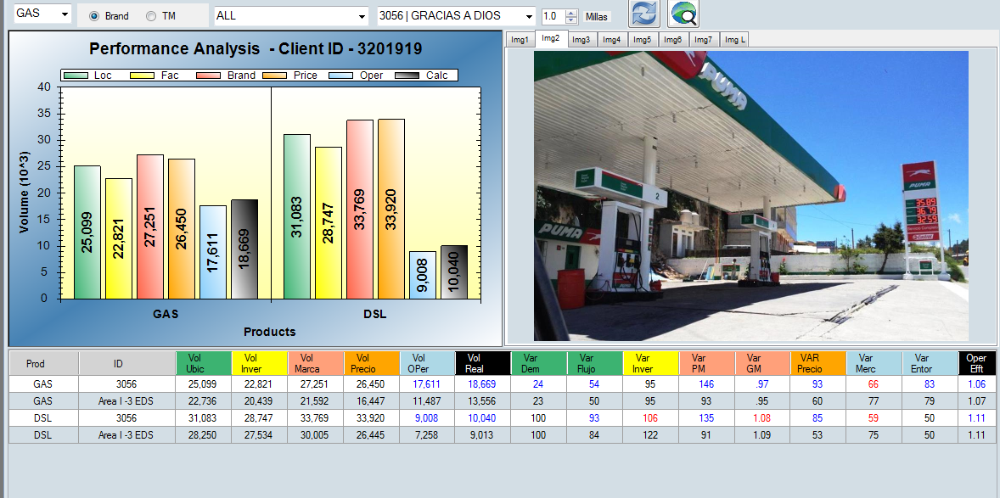 GAS Brand TM ALL 3056 | GRACIAS A DIOS 1.0 Millas
Performance Analysis - Client ID - 3201919
Loc Fac Brand Price Oper Calc
40
35
30
25
20
15
10
5
0
Volume (10^3)
25,099 22,821 27,251 26,450 17,611 18,669
31,083 28,747 33,769 33,920 9,008 10,040
GAS DSL
Products
Img1 Img2 Img3 Img4 Img5 Img6 Img7 Img L
PUMA
2
PUMA
PUMA
35.89
36.79
32.59
Prod ID Vol Ubic Vol Inver Vol Marca Vol Precio Vol OPer Vol Real Var Dem Var Flujo Var Inver Var PM Var GM VAR Precio Var Merc Var Entor Oper Efft
GAS 3056 25,099 22,821 27,251 26,450 17,611 18,669 24 54 95 146 .97 93 66 83 1.06
GAS Area I -3 EDS 22,736 20,439 21,592 16,447 11,487 13,556 23 50 95 93 .95 60 77 79 1.07
DSL 3056 31,083 28,747 33,769 33,920 9,008 10,040 100 93 106 135 1.08 85 59 50 1.11
DSL Area I -3 EDS 28,250 27,534 30,005 26,445 7,258 9,013 100 84 122 91 1.09 53 75 50 1.11